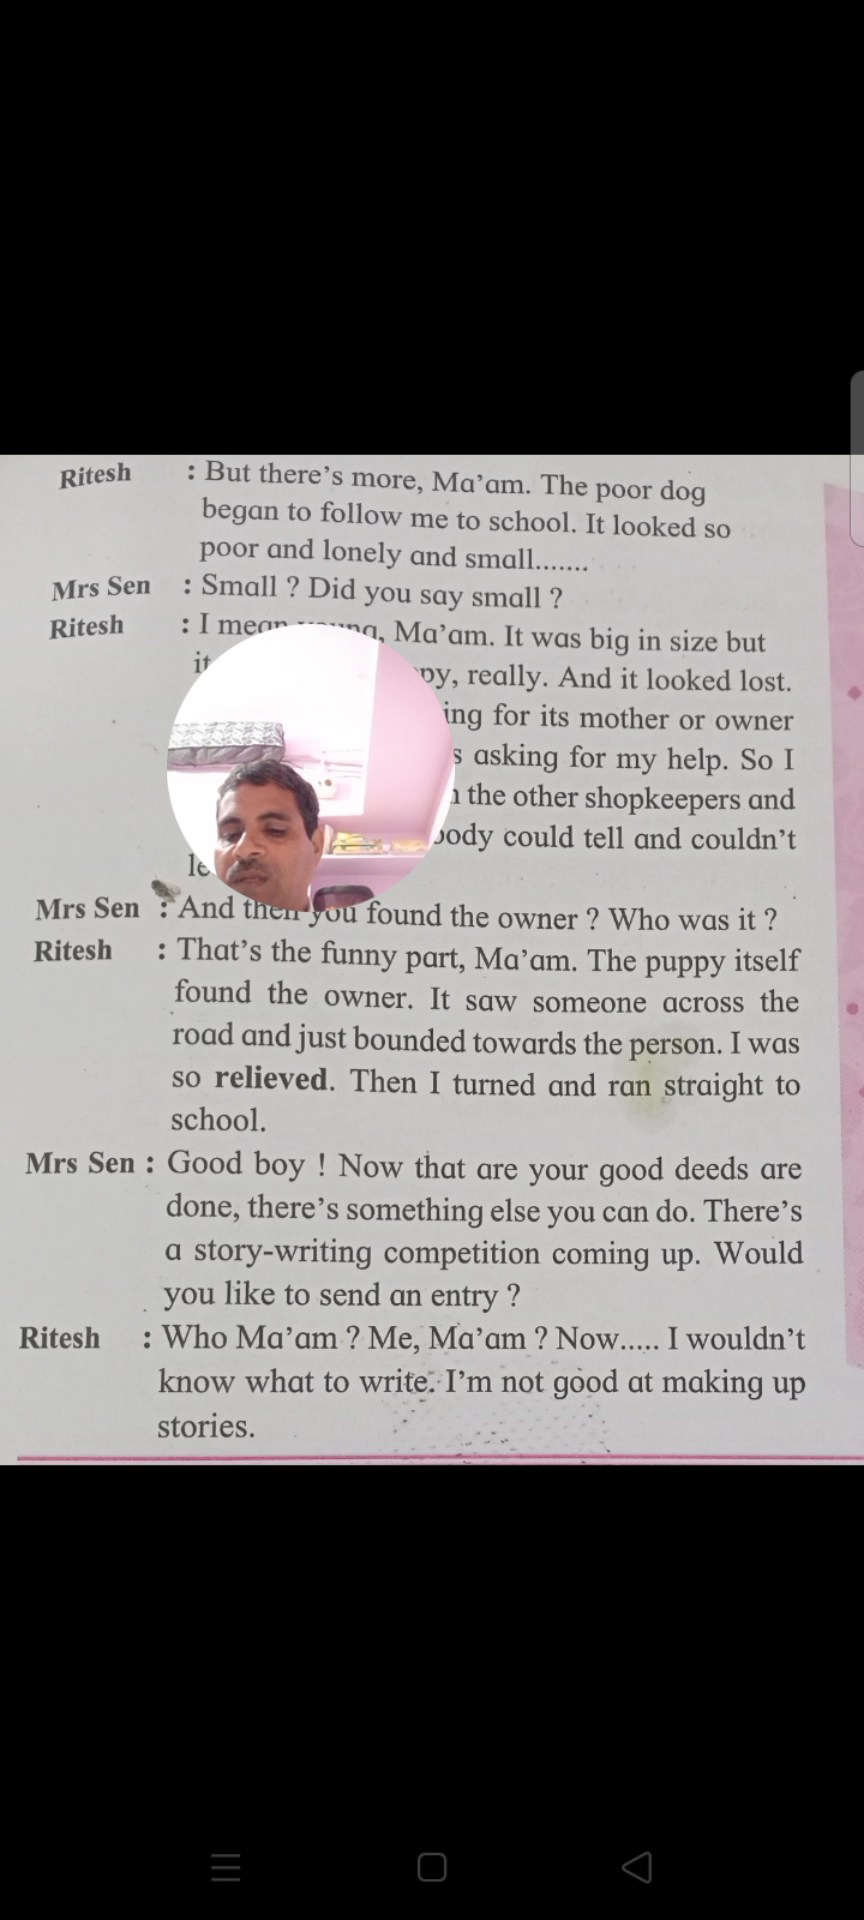 Ritesh : But there's more, Ma'am. The poor dog
began to follow me to school. It looked so
poor and lonely and small.......
Mrs Sen : Small ? Did you say small ?
Ritesh : I mean young, Ma'am. It was big in size but
it
really. And it looked lost.
for its mother or owner
asking for my help. So I
the other shopkeepers and
could tell and couldn't
Mrs Sen : And then you found the owner ? Who was it ?
Ritesh : That's the funny part, Ma'am. The puppy itself
found the owner. It saw someone across the
road and just bounded towards the person. I was
so relieved. Then I turned and ran straight to
school.
Mrs Sen : Good boy ! Now that are your good deeds are
done, there's something else you can do. There's
a story-writing competition coming up. Would
you like to send an entry ?
Ritesh : Who Ma'am ? Me, Ma'am ? Now..... I wouldn't
know what to write. I'm not good at making up
stories.